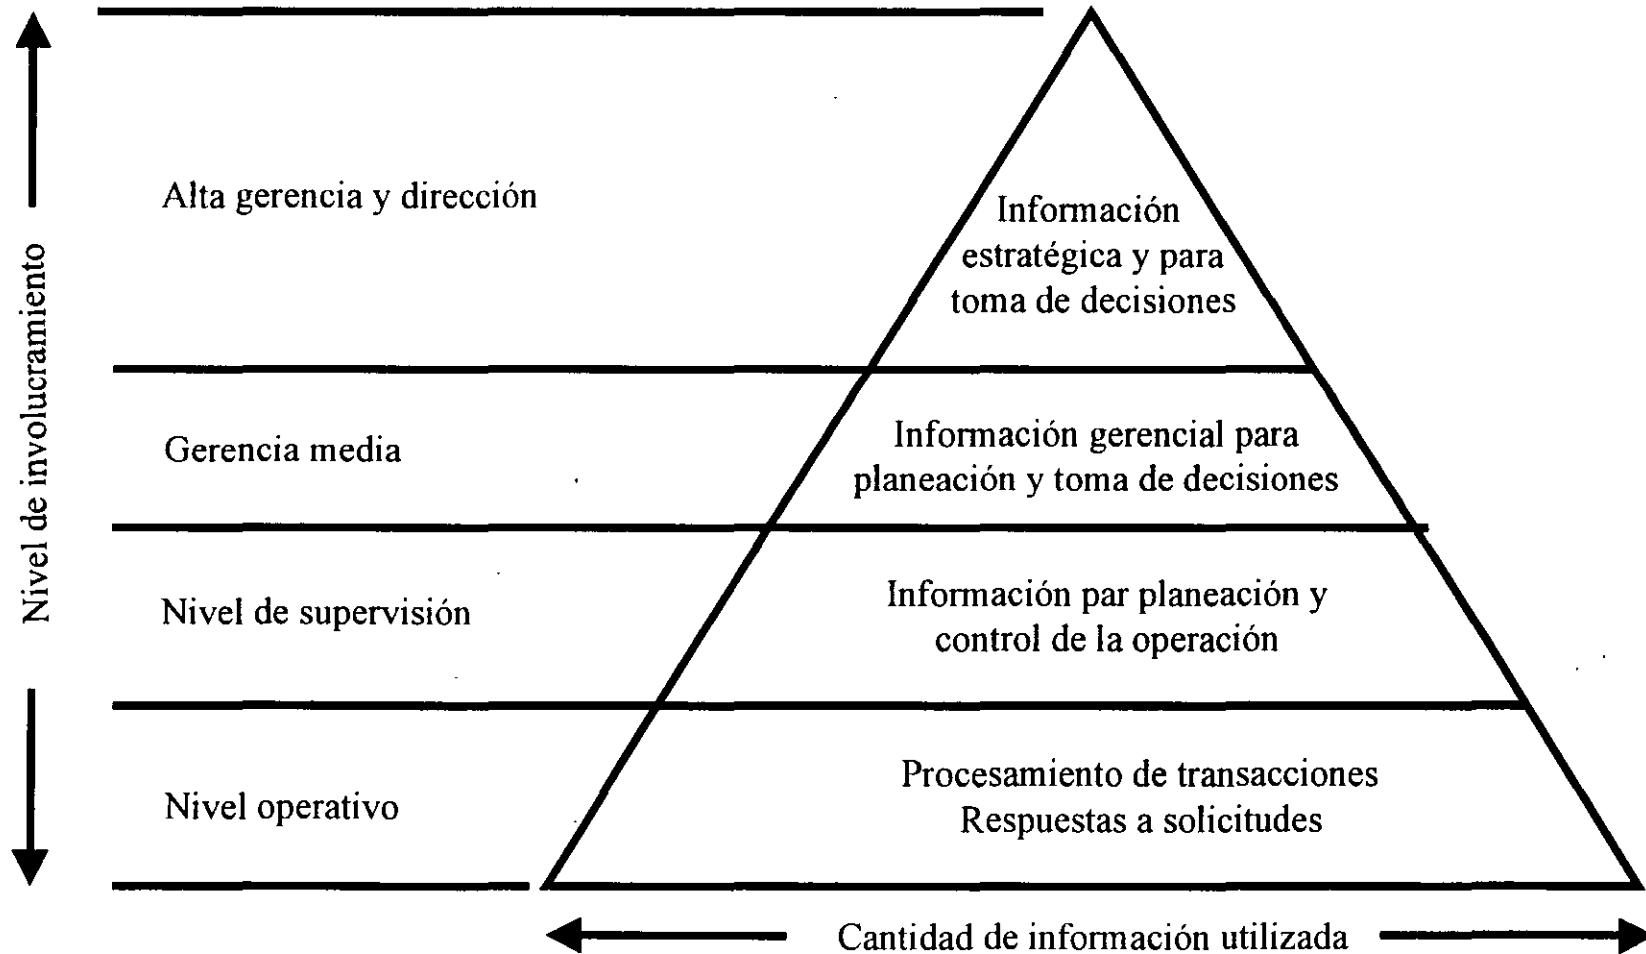 Nivel de involucramiento
Alta gerencia y dirección
Información
estratégica y para
toma de decisiones
Gerencia media
Información gerencial para
planeación y toma de decisiones
Nivel de supervisión
Información par planeación y
control de la operación
Nivel operativo
Procesamiento de transacciones
Respuestas a solicitudes
Cantidad de información utilizada